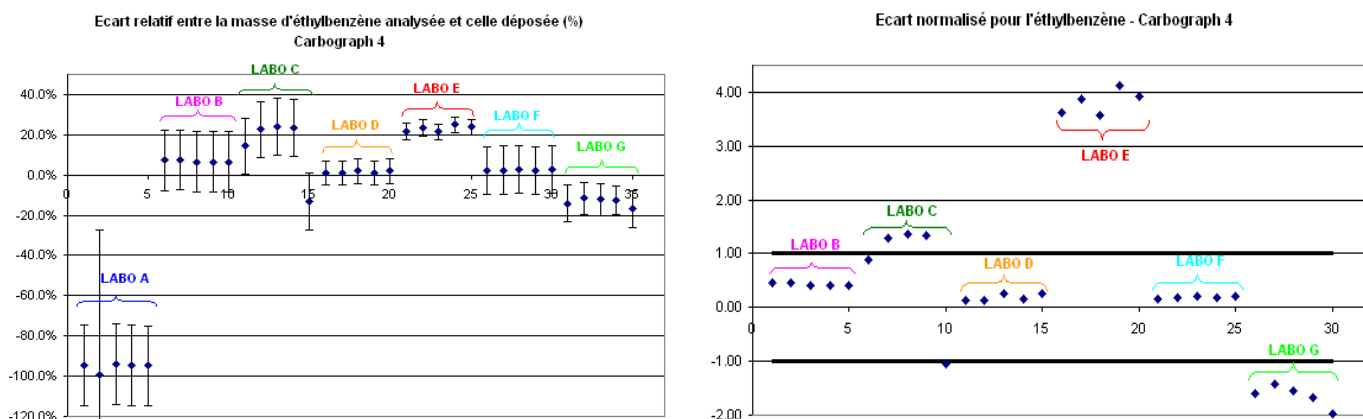 Ecart relatif entre la masse d'éthylbenzène analysée et celle déposée (%)
Carbograph 4
40.0%
20.0%
0.0%
-20.0%
-40.0%
-60.0%
-80.0%
-100.0%
-120.0%
0 5 10 15 20 25 30 35
LABO A
LABO B
LABO C
LABO D
LABO E
LABO F
LABO G
Ecart normalisé pour l'éthylbenzène - Carbograph 4
4.00
3.00
2.00
1.00
0.00
-1.00
-2.00
0 5 10 15 20 25 30
LABO B
LABO C
LABO D
LABO E
LABO F
LABO G